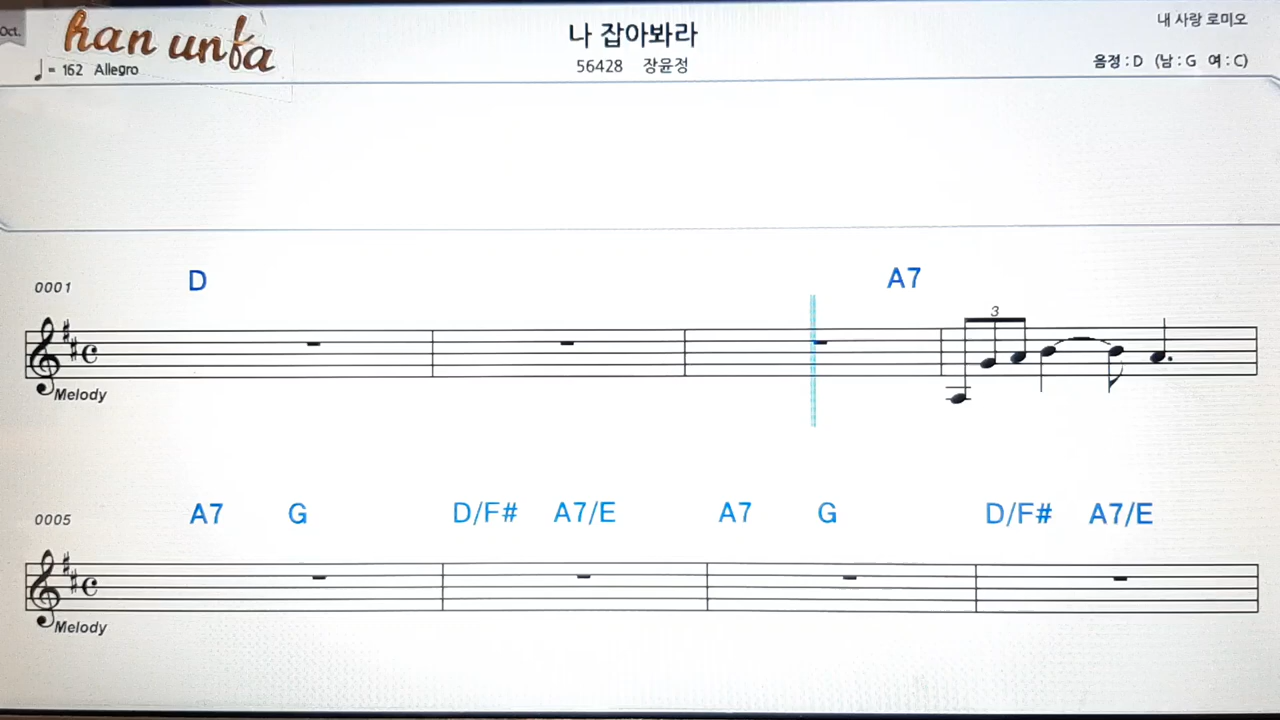 Oct.
han unfa
나 잡아봐라
내 사랑 로미오
♩= 162 Allegro
56428 장윤정
음정 : D (남 : G 여 : C)
D A7
0001
3
Melody
A7 G D/F# A7/E A7 G D/F# A7/E
0005
Melody